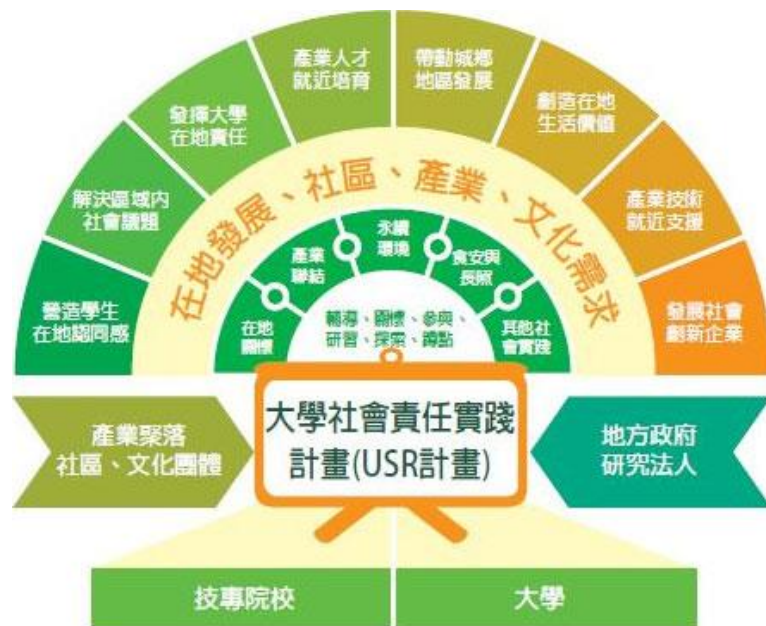 營造學生
在地認同感
解決區域內
社會議題
發揮大學
在地責任
產業人才
就近培育
帶動城鄉
地區發展
創造在地
生活價值
產業技術
就近支援
發展社會
創新企業
在地發展、社區、產業、文化需求
在地
關懷
產業
聯結
永續
環境
食安與
長照
其他社
會實踐
輔導、關懷、參與、
研習、探索、蹲點
大學社會責任實踐
計畫(USR計畫)
產業聚落
社區、文化團體
地方政府
研究法人
技專院校
大學